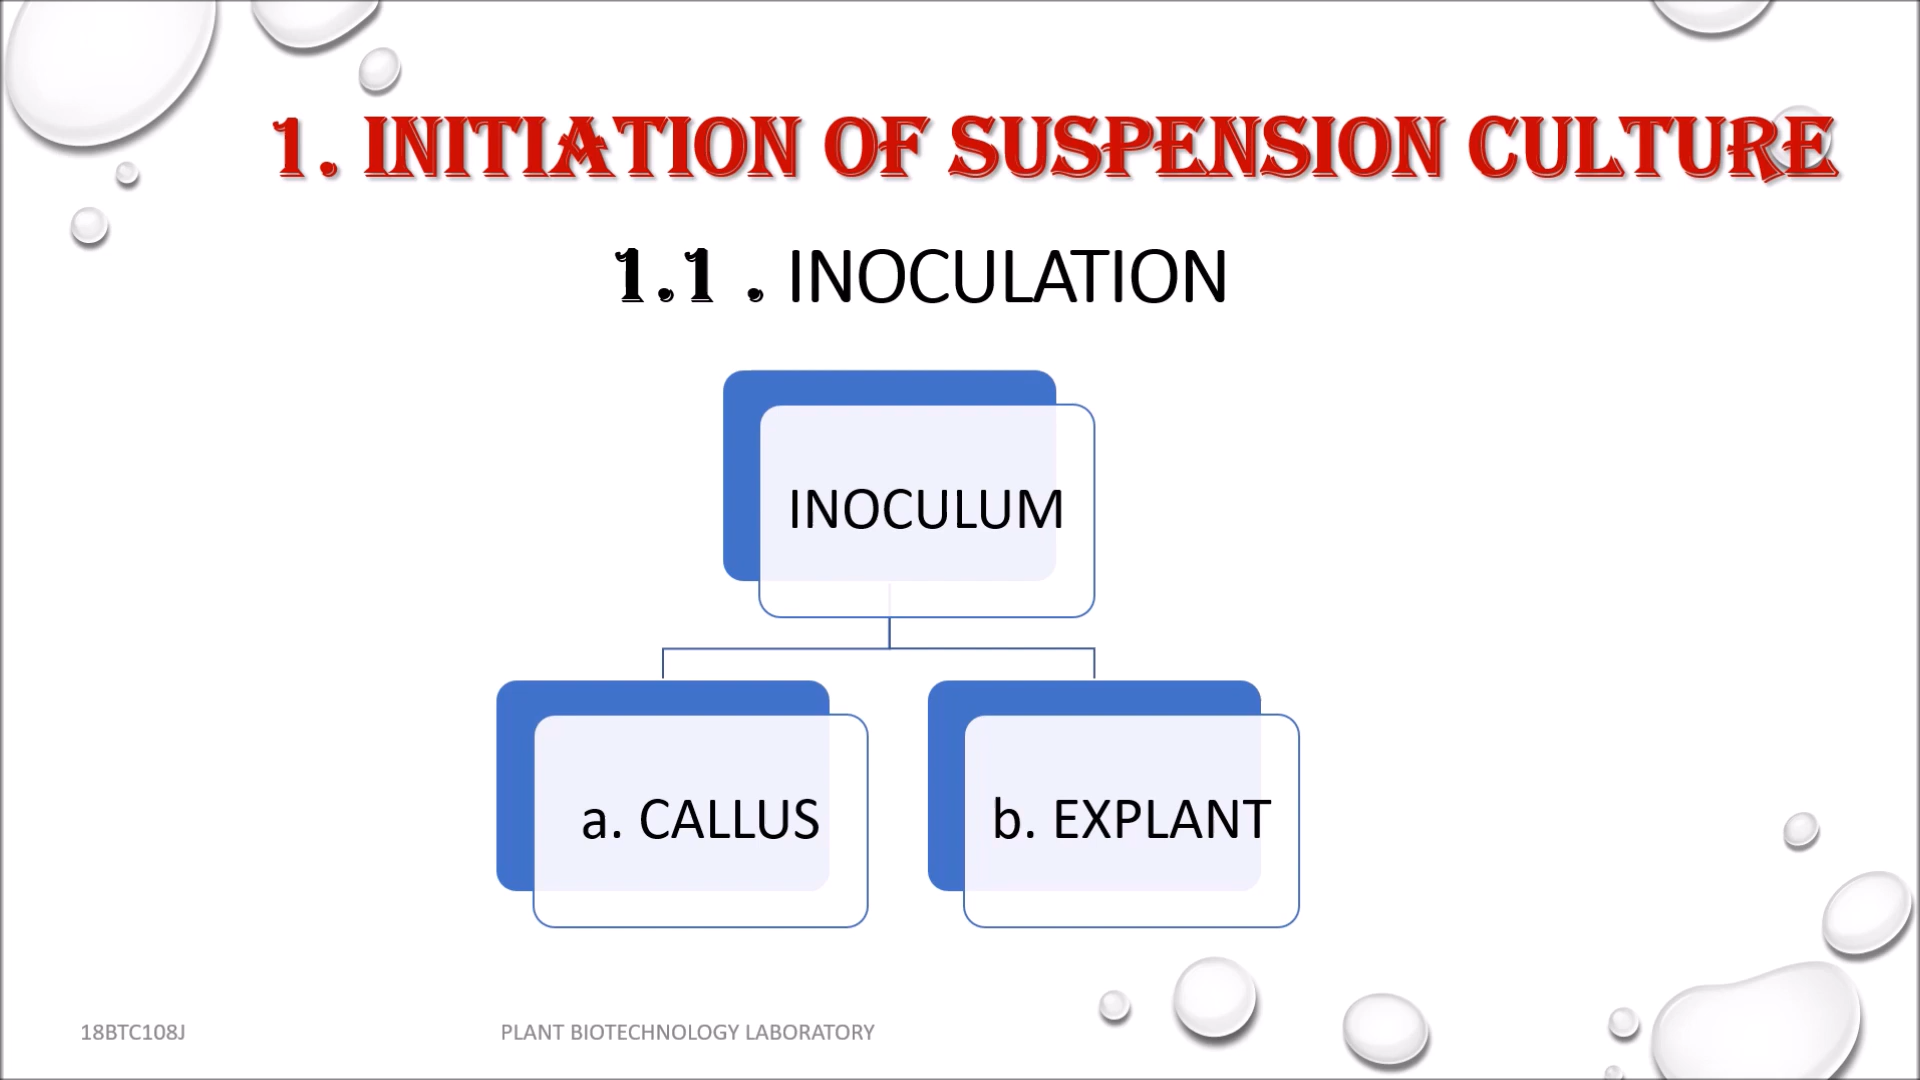 1. INITIATION OF SUSPENSION CULTURE
1.1 . INOCULATION
INOCULUM
a. CALLUS
b. EXPLANT
18BTC108J
PLANT BIOTECHNOLOGY LABORATORY